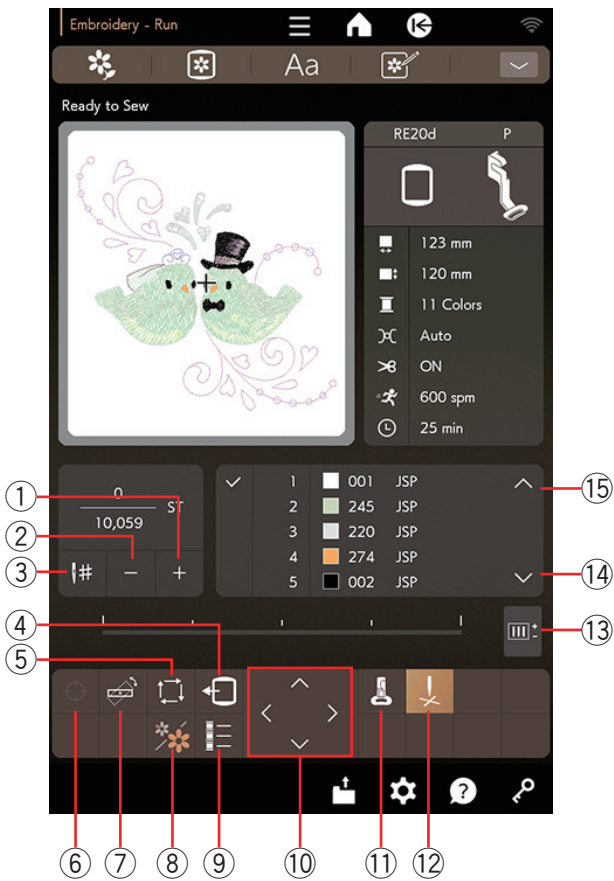 Embroidery - Run
Aa
Ready to Sew
RE20d P
123 mm
120 mm
11 Colors
Auto
ON
600 spm
25 min
0
10,059
ST
# − +
1 001 JSP
2 245 JSP
3 220 JSP
4 274 JSP
5 002 JSP
①
②
③
④
⑤
⑥ ⑦ ⑧ ⑨ ⑩ ⑪ ⑫
⑬
⑭
⑮